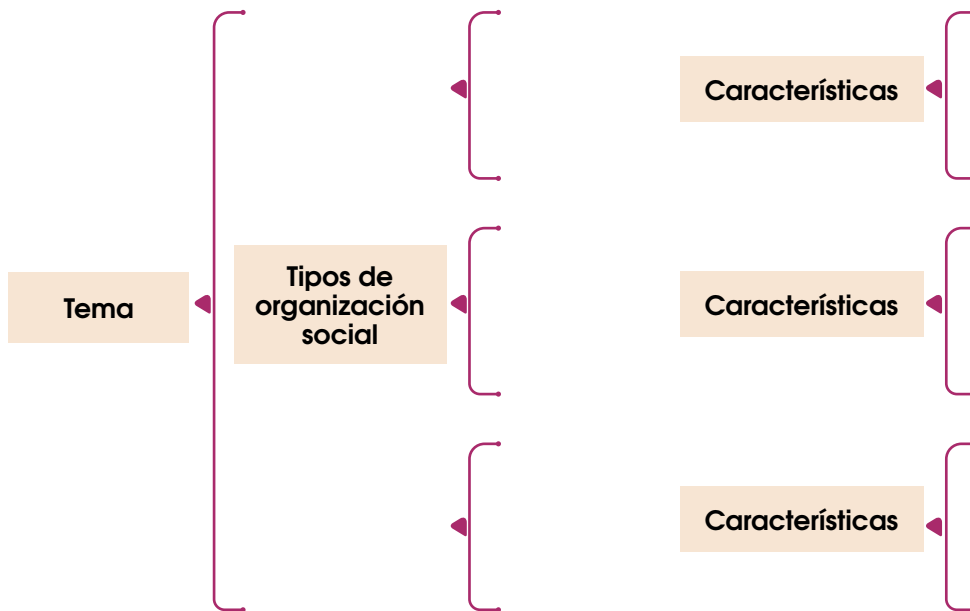 Características
Tema
Tipos de
organización
social
Características
Características